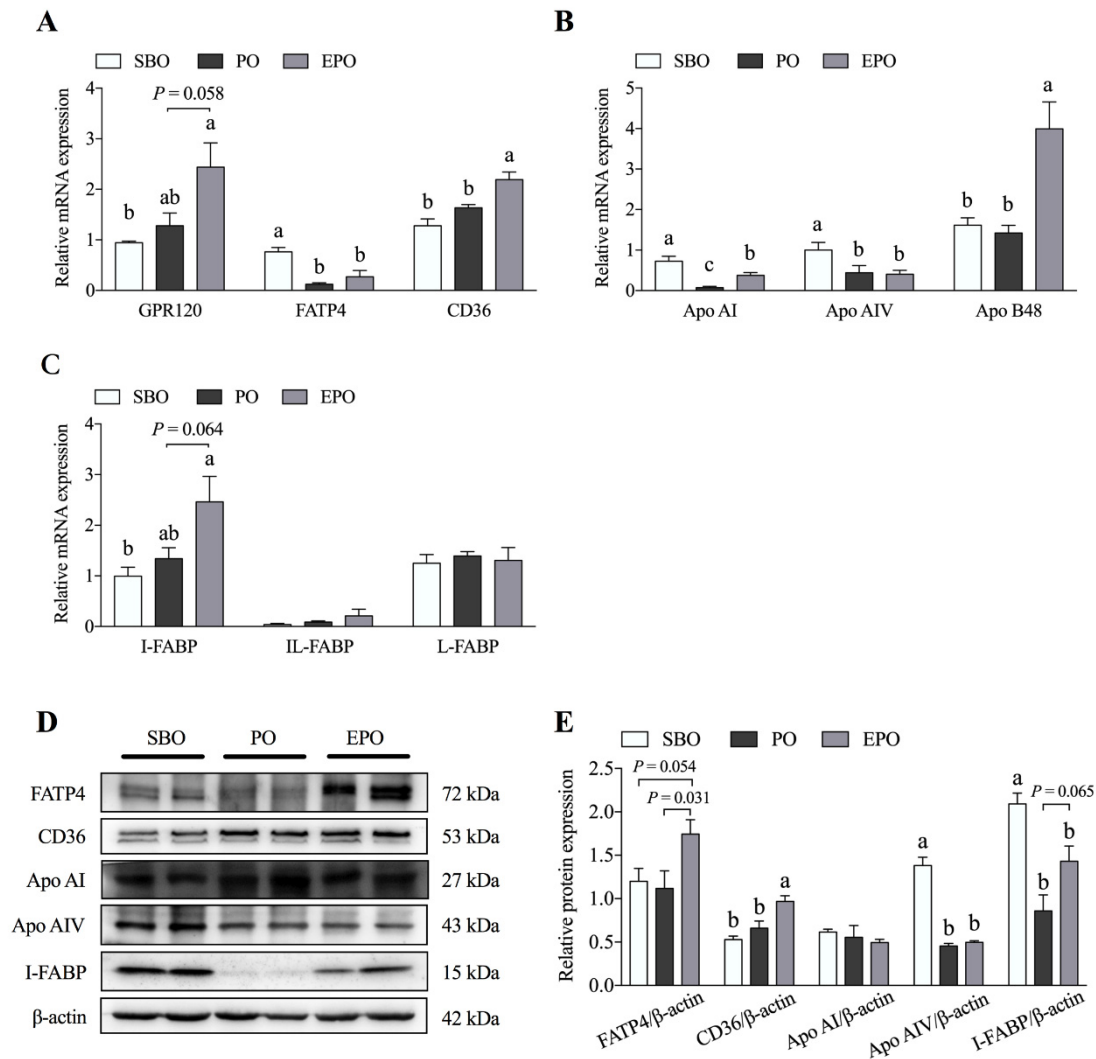 A
SBO PO EPO
Relative mRNA expression
4
3
2
1
0
P = 0.058
b ab a
a b b
b b a
GPR120 FATP4 CD36
B
SBO PO EPO
Relative mRNA expression
5
4
3
2
1
0
a c b
a b b
b b a
Apo AI Apo AIV Apo B48
C
SBO PO EPO
Relative mRNA expression
4
3
2
1
0
P = 0.064
b ab a
I-FABP IL-FABP L-FABP
D
SBO PO EPO
FATP4 72 kDa
CD36 53 kDa
Apo AI 27 kDa
Apo AIV 43 kDa
I-FABP 15 kDa
β-actin 42 kDa
E
SBO PO EPO
Relative protein expression
2.5
2.0
1.5
1.0
0.5
0.0
P = 0.054
P = 0.031
b b a
a b b
a b b
P = 0.065
FATP4/β-actin
CD36/β-actin
Apo AI/β-actin
Apo AIV/β-actin
I-FABP/β-actin